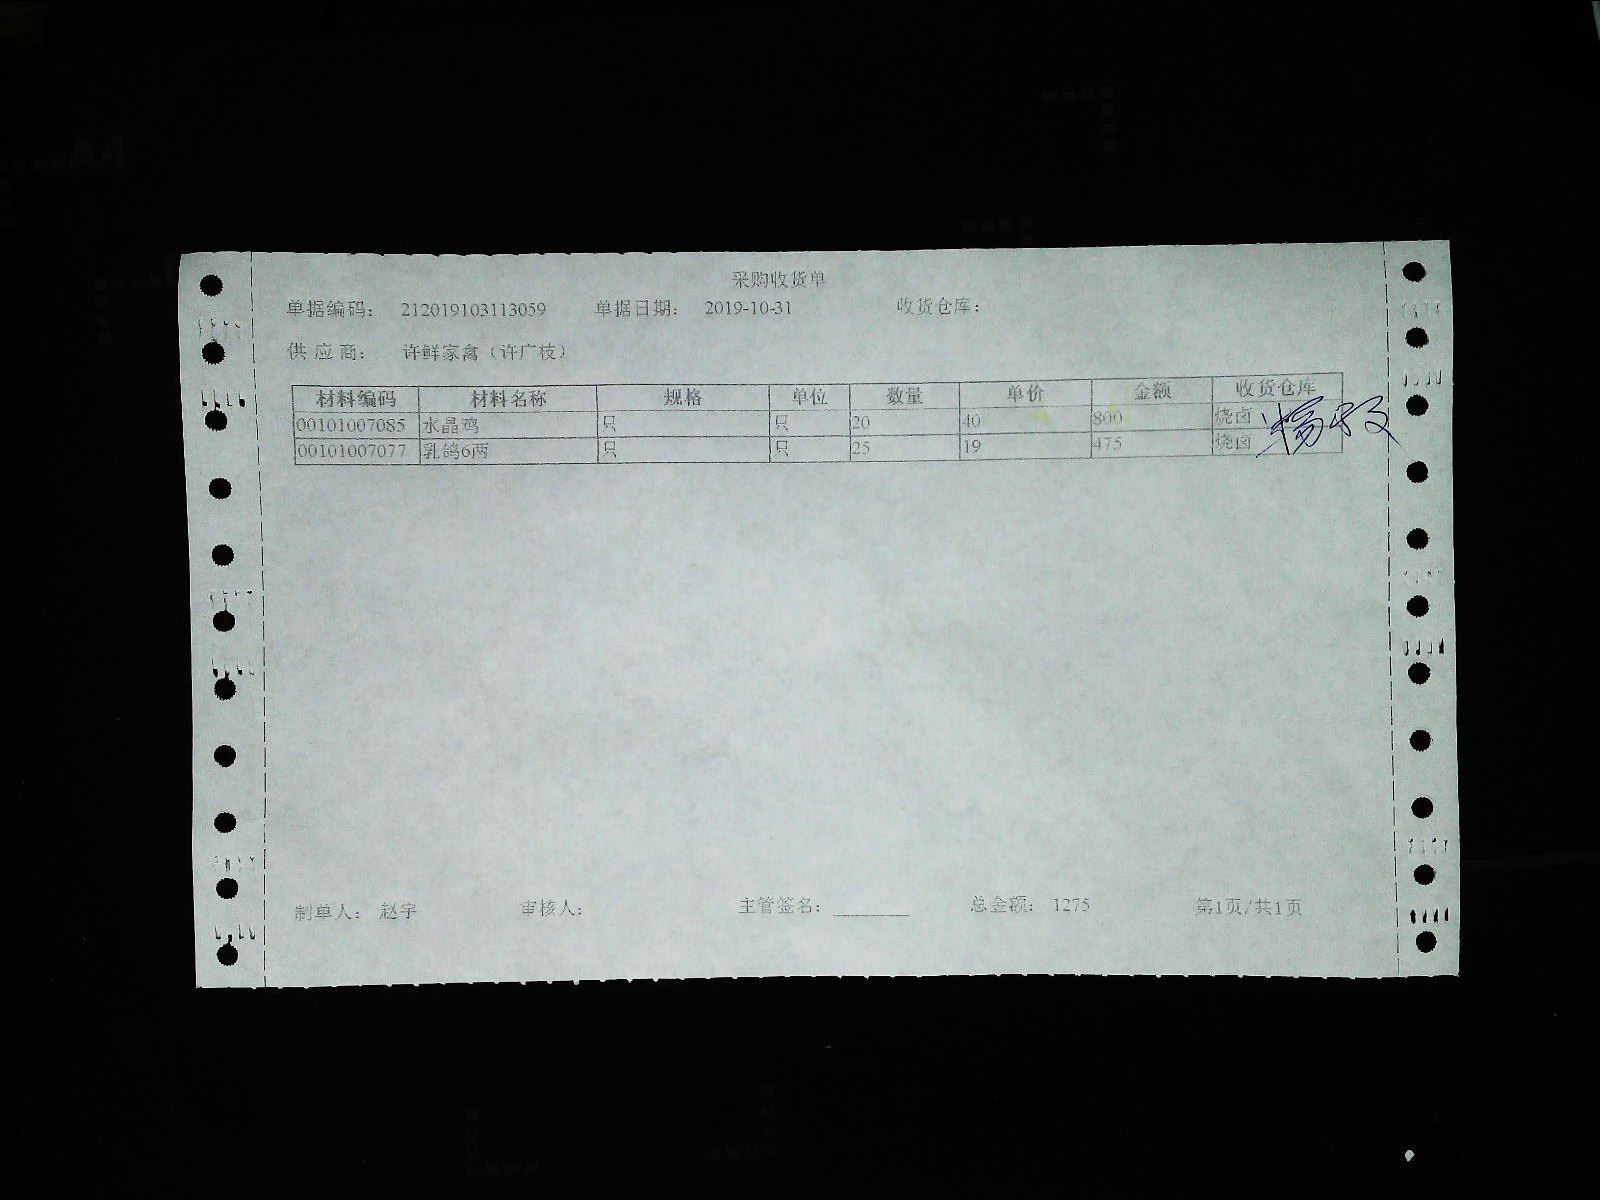 采购收货单
单据编码： 212019103113059 单据日期： 2019-10-31 收货仓库：
供应商： 许鲜家禽（许广枝）
材料编码 材料名称 规格 单位 数量 单价 金额 收货仓库
00101007085 水晶鸡 只 只 20 40 800 烧卤
00101007077 乳鸽6两 只 只 25 19 475 烧卤
制单人： 赵宇 审核人： 主管签名： 总金额： 1275 第1页/共1页